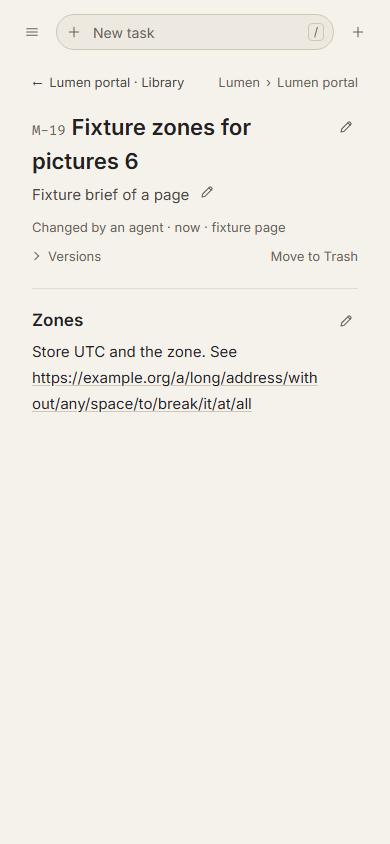 New task /
← Lumen portal · Library Lumen › Lumen portal
M-19 Fixture zones for
pictures 6
Fixture brief of a page
Changed by an agent · now · fixture page
Versions Move to Trash
Zones
Store UTC and the zone. See
https://example.org/a/long/address/with
out/any/space/to/break/it/at/all